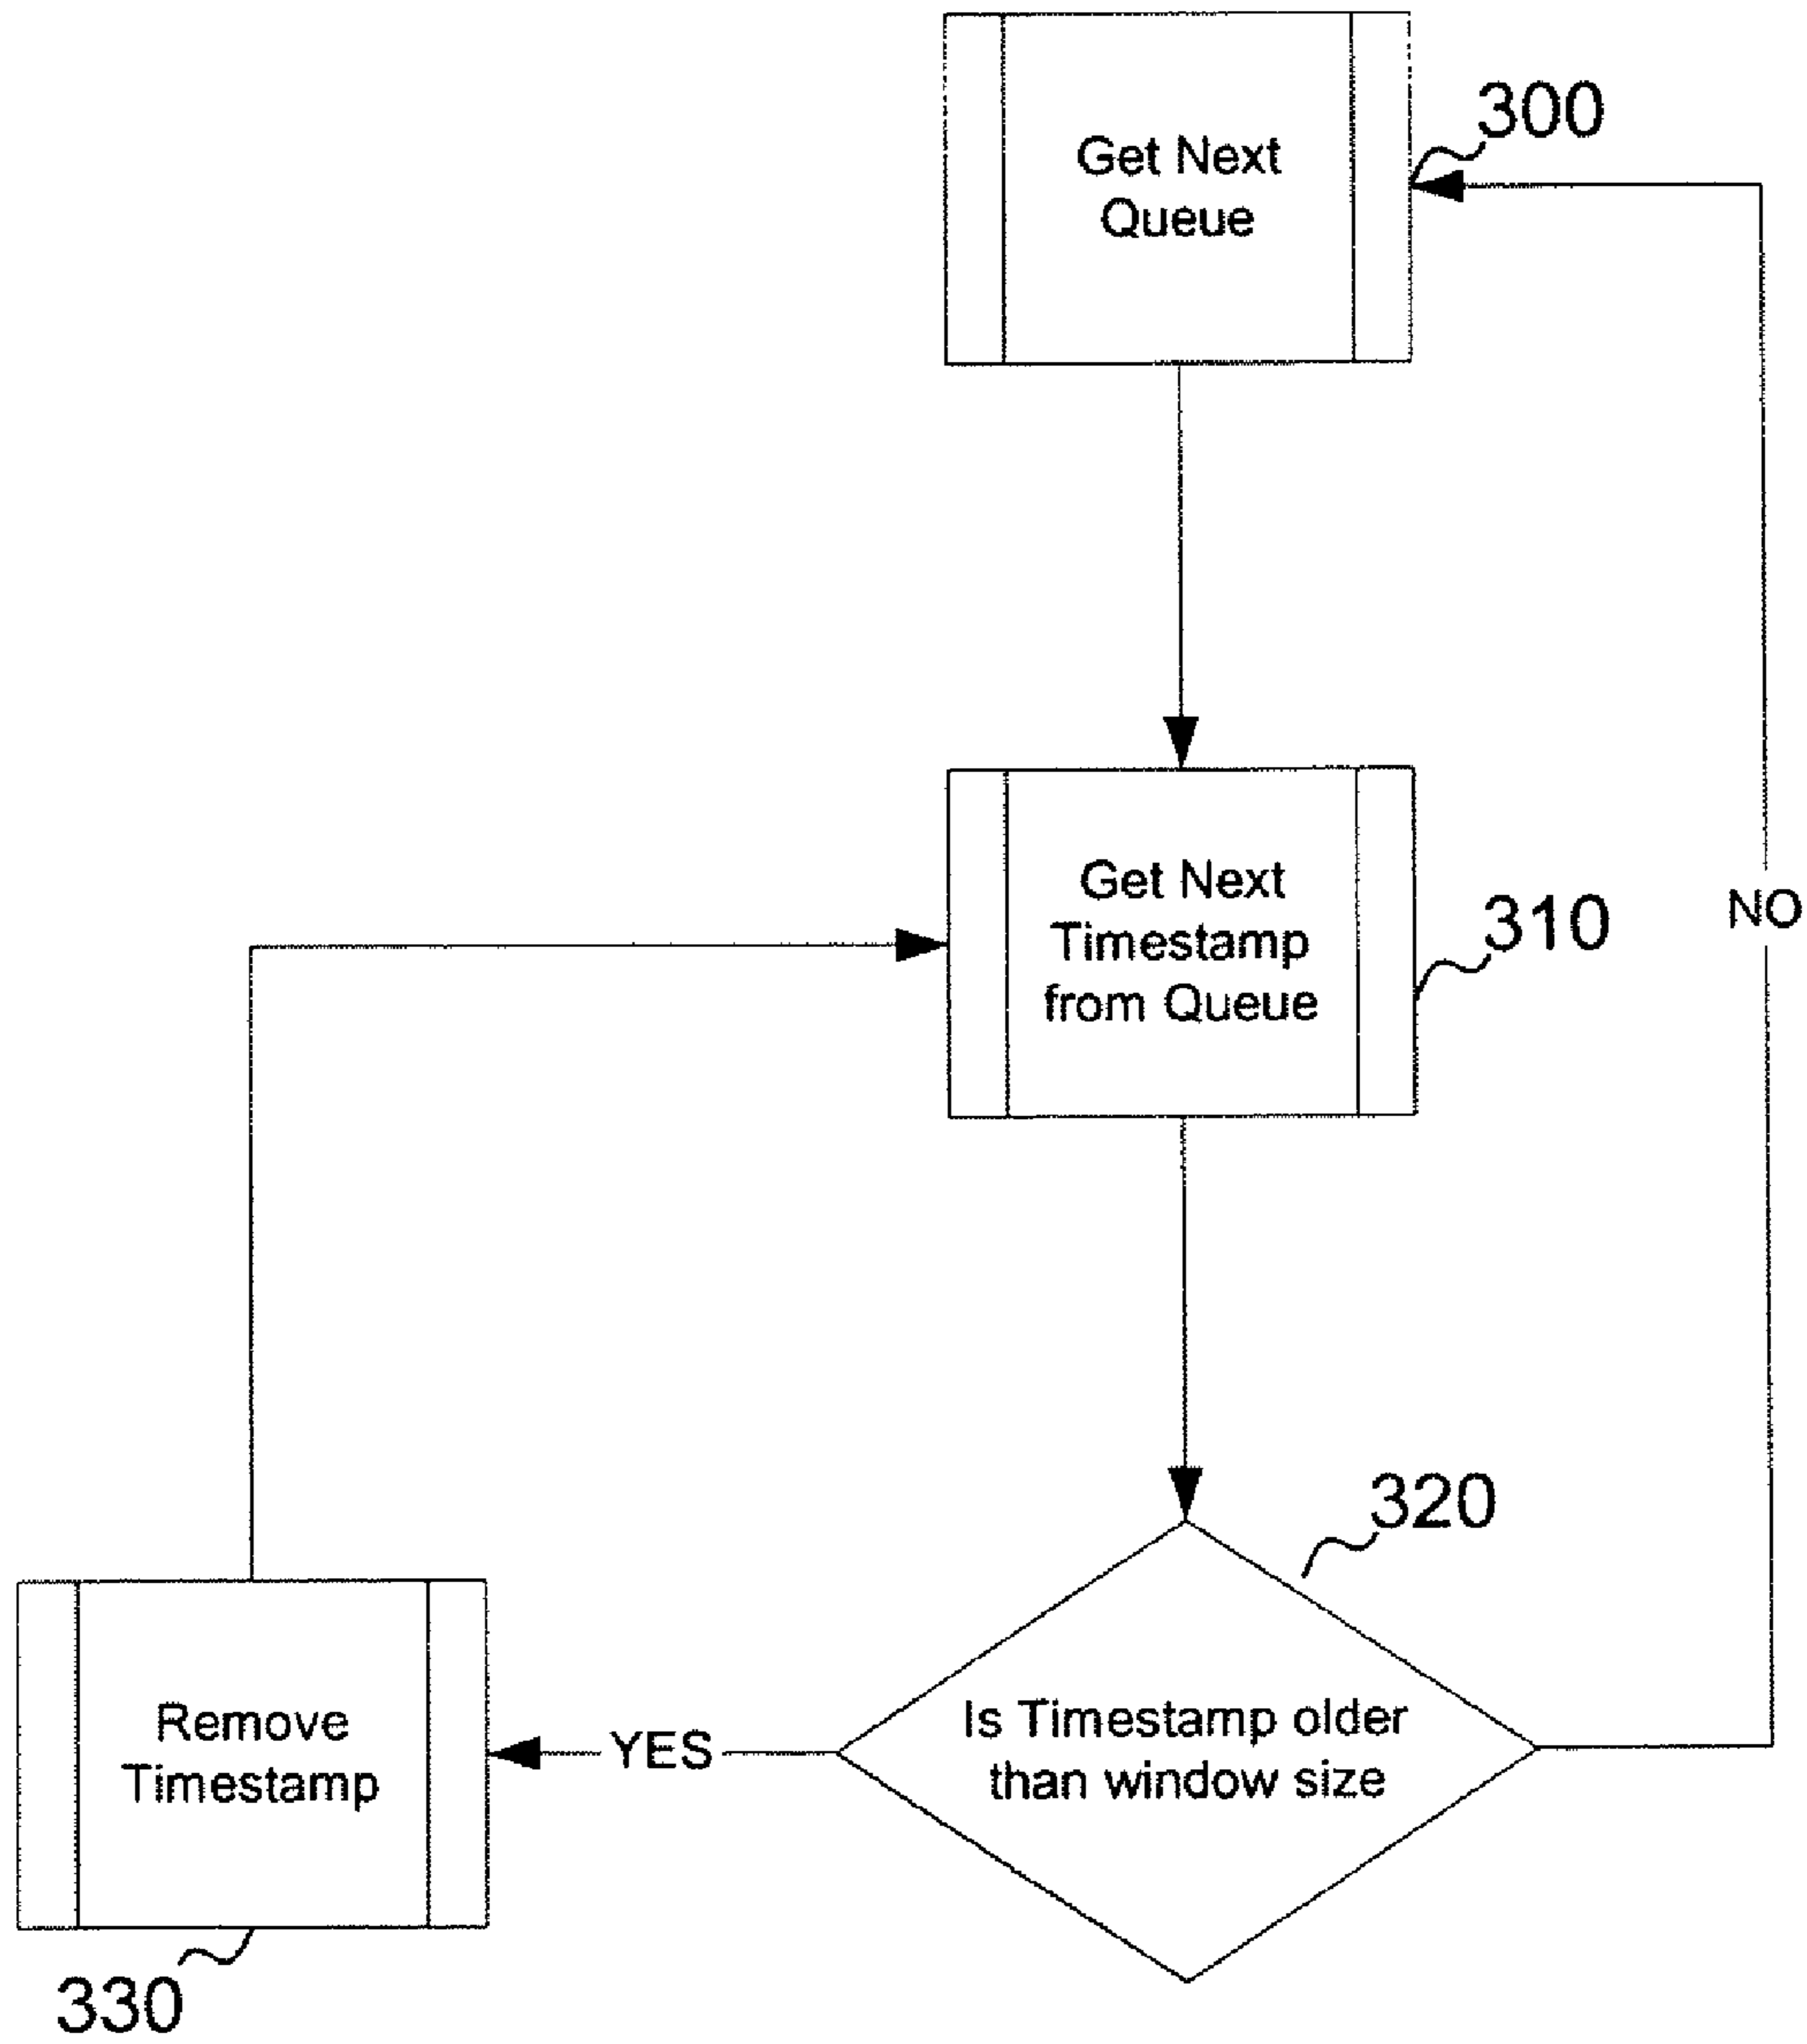 300
Get Next
Queue
Get Next
Timestamp
from Queue
310
NO
320
Is Timestamp older
than window size
YES
Remove
Timestamp
330